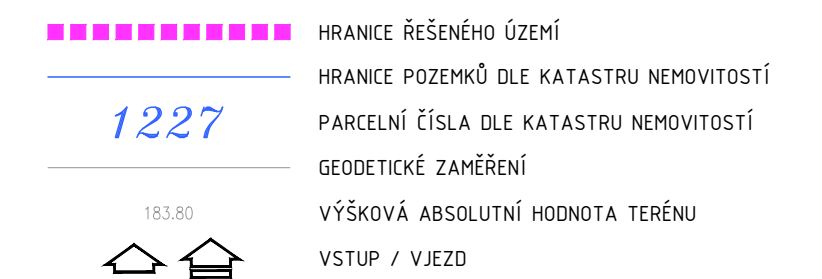 HRANICE ŘEŠENÉHO ÚZEMÍ
HRANICE POZEMKŮ DLE KATASTRU NEMOVITOSTÍ
1227 PARCELNÍ ČÍSLA DLE KATASTRU NEMOVITOSTÍ
GEODETICKÉ ZAMĚŘENÍ
183.80 VÝŠKOVÁ ABSOLUTNÍ HODNOTA TERÉNU
VSTUP / VJEZD